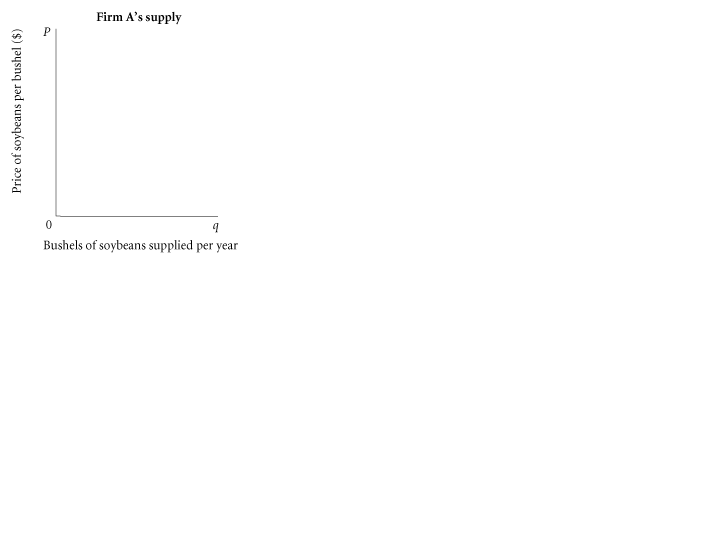 Firm A's supply
P
Price of soybeans per bushel ($)
0
q
Bushels of soybeans supplied per year